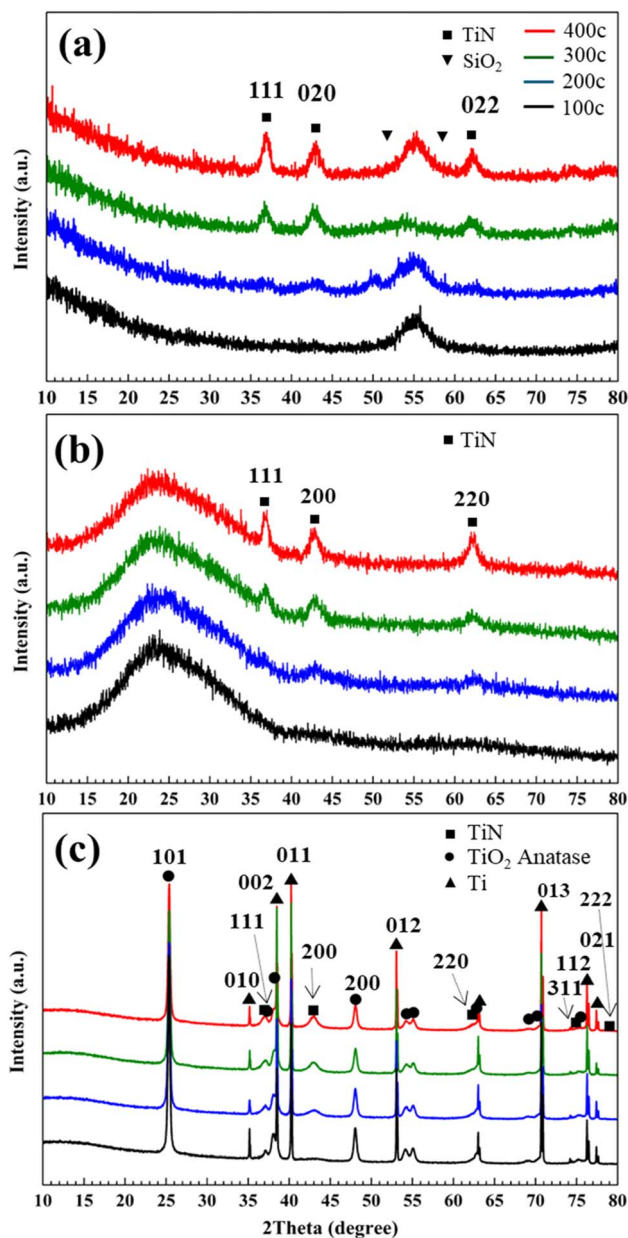 (a)
■ TiN
▼ SiO2
400c
300c
200c
100c
111
020
022
Intensity (a.u.)
10 15 20 25 30 35 40 45 50 55 60 65 70 75 80
(b)
■ TiN
111
200
220
Intensity (a.u.)
10 15 20 25 30 35 40 45 50 55 60 65 70 75 80
(c)
■ TiN
● TiO2 Anatase
▲ Ti
101
111
002
011
010
200
200
012
220
013
222
112
021
311
Intensity (a.u.)
10 15 20 25 30 35 40 45 50 55 60 65 70 75 80
2Theta (degree)